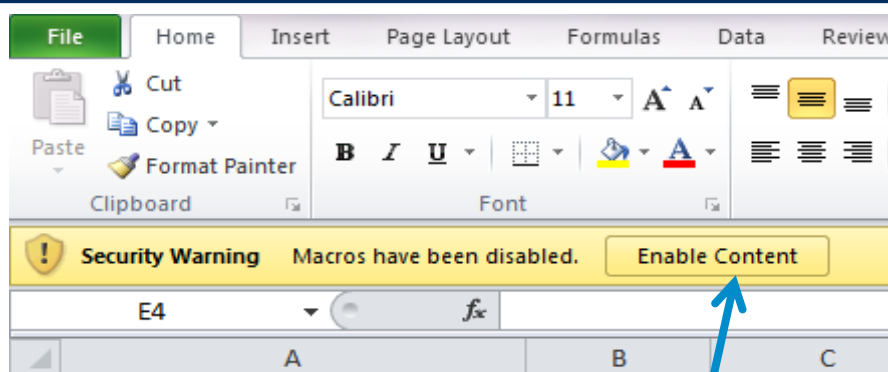 File Home Insert Page Layout Formulas Data Review
Cut
Calibri 11 A A
Copy
Paste
Format Painter
B I U A
Clipboard Font
! Security Warning Macros have been disabled. Enable Content
E4 fx
A B C